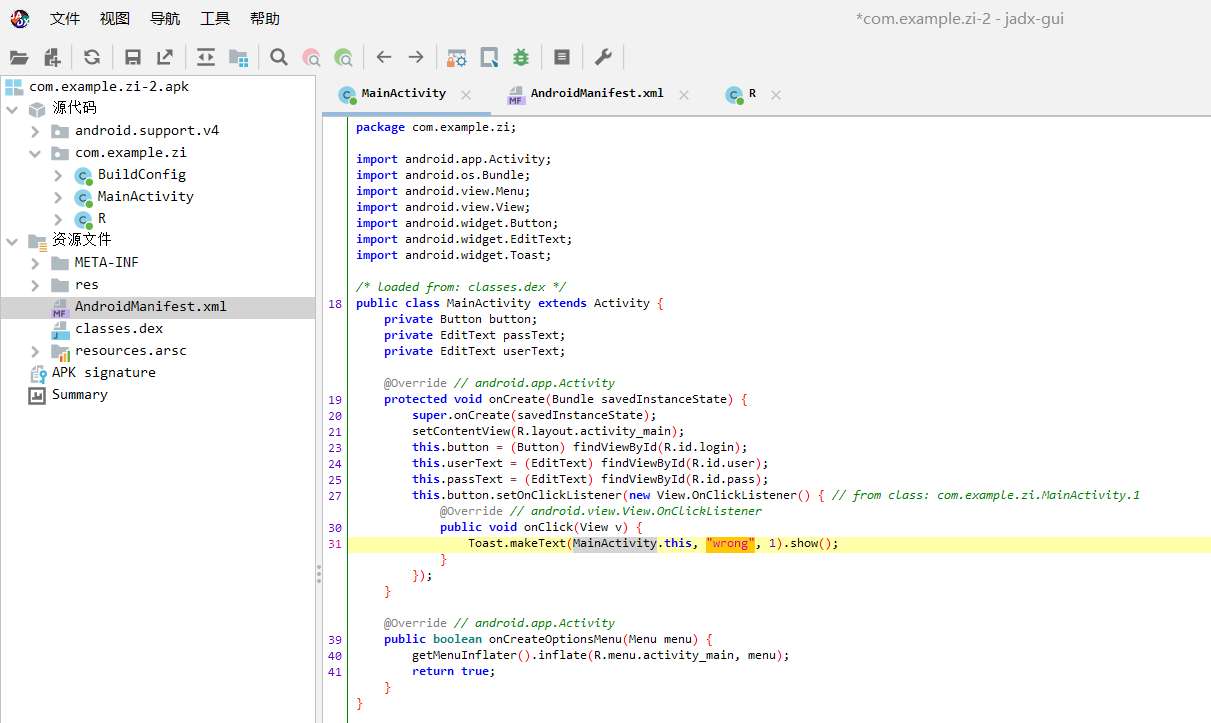 文件 视图 导航 工具 帮助
*com.example.zi-2 - jadx-gui
com.example.zi-2.apk
源代码
android.support.v4
com.example.zi
BuildConfig
MainActivity
R
资源文件
META-INF
res
AndroidManifest.xml
classes.dex
resources.arsc
APK signature
Summary
MainActivity AndroidManifest.xml R
package com.example.zi;
import android.app.Activity;
import android.os.Bundle;
import android.view.Menu;
import android.view.View;
import android.widget.Button;
import android.widget.EditText;
import android.widget.Toast;
/* loaded from: classes.dex */
18 public class MainActivity extends Activity {
private Button button;
private EditText passText;
private EditText userText;
@Override // android.app.Activity
19 protected void onCreate(Bundle savedInstanceState) {
20 super.onCreate(savedInstanceState);
21 setContentView(R.layout.activity_main);
23 this.button = (Button) findViewById(R.id.login);
24 this.userText = (EditText) findViewById(R.id.user);
25 this.passText = (EditText) findViewById(R.id.pass);
27 this.button.setOnClickListener(new View.OnClickListener() { // from class: com.example.zi.MainActivity.1
@Override // android.view.View.OnClickListener
30 public void onClick(View v) {
31 Toast.makeText(MainActivity.this, "wrong", 1).show();
}
});
}
@Override // android.app.Activity
39 public boolean onCreateOptionsMenu(Menu menu) {
40 getMenuInflater().inflate(R.menu.activity_main, menu);
41 return true;
}
}